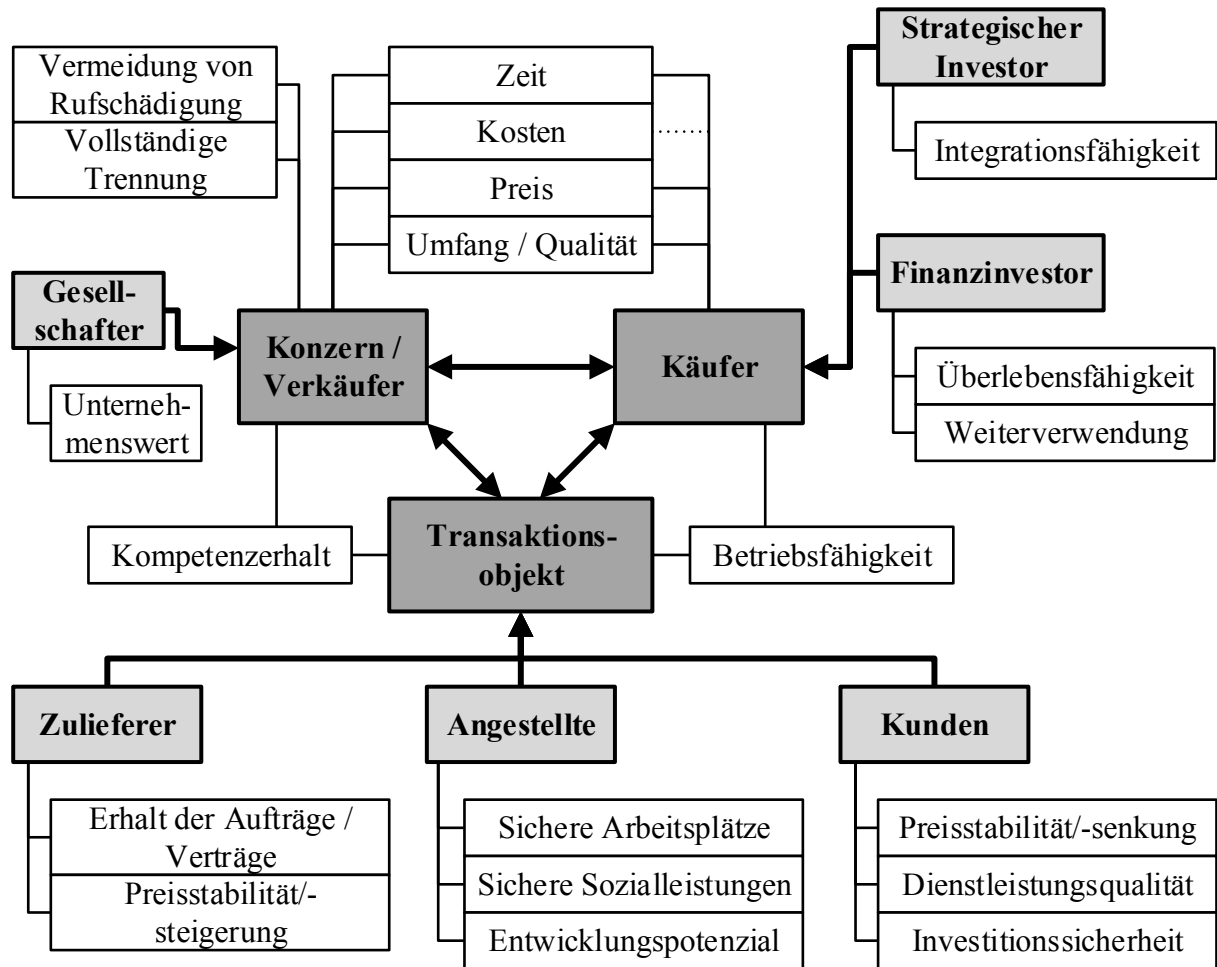 Vermeidung von
Rufschädigung
Vollständige
Trennung
Zeit
Kosten
Preis
Umfang / Qualität
Strategischer
Investor
Integrationsfähigkeit
Gesell-
schafter
Unterneh-
menswert
Konzern /
Verkäufer
Käufer
Finanzinvestor
Überlebensfähigkeit
Weiterverwendung
Kompetenzerhalt
Transaktions-
objekt
Betriebsfähigkeit
Zulieferer
Erhalt der Aufträge /
Verträge
Preisstabilität/-
steigerung
Angestellte
Sichere Arbeitsplätze
Sichere Sozialleistungen
Entwicklungspotenzial
Kunden
Preisstabilität/-senkung
Dienstleistungsqualität
Investitionssicherheit